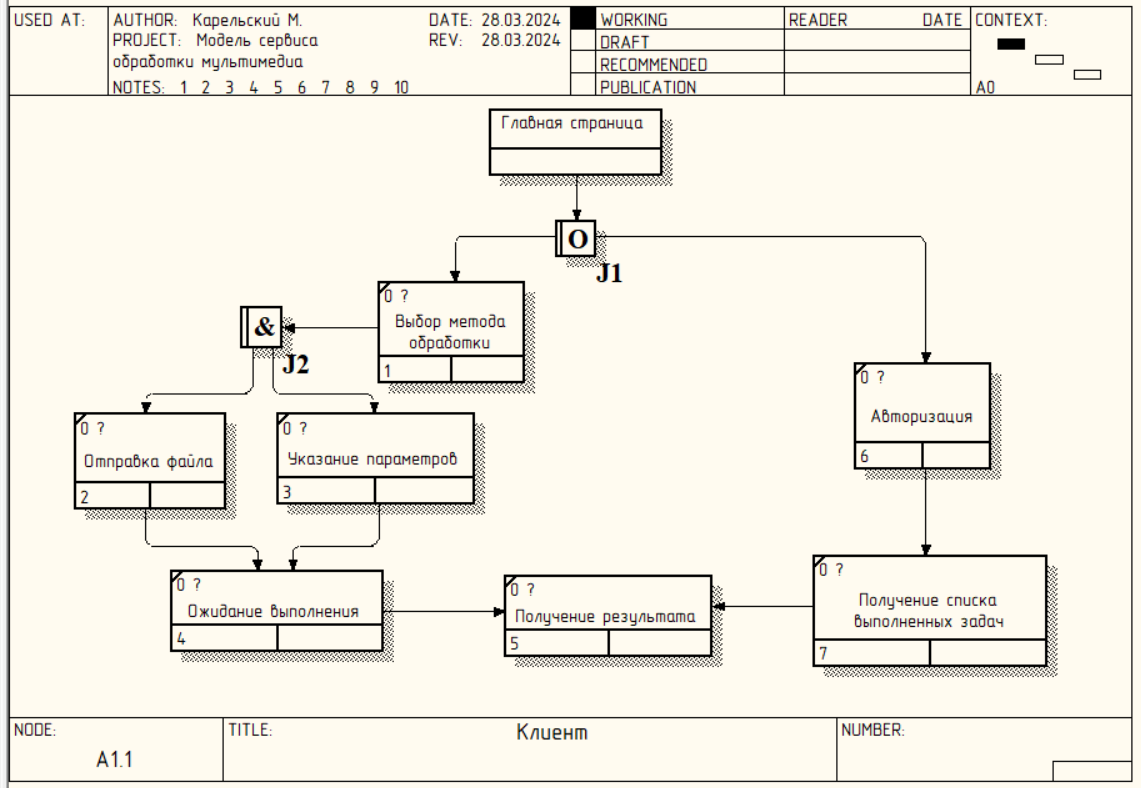 USED AT:
AUTHOR: Карельский М.
DATE: 28.03.2024
PROJECT: Модель сервиса
REV: 28.03.2024
обработки мультимедиа
NOTES: 1 2 3 4 5 6 7 8 9 10
WORKING
DRAFT
RECOMMENDED
PUBLICATION
READER DATE
CONTEXT:
A0
Главная страница
O
J1
0 ?
Выбор метода
обработки
1
&
J2
0 ?
Отправка файла
2
0 ?
Указание параметров
3
0 ?
Авторизация
6
0 ?
Ожидание выполнения
4
0 ?
Получение результата
5
0 ?
Получение списка
выполненных задач
7
NODE:
A1.1
TITLE:
Клиент
NUMBER: